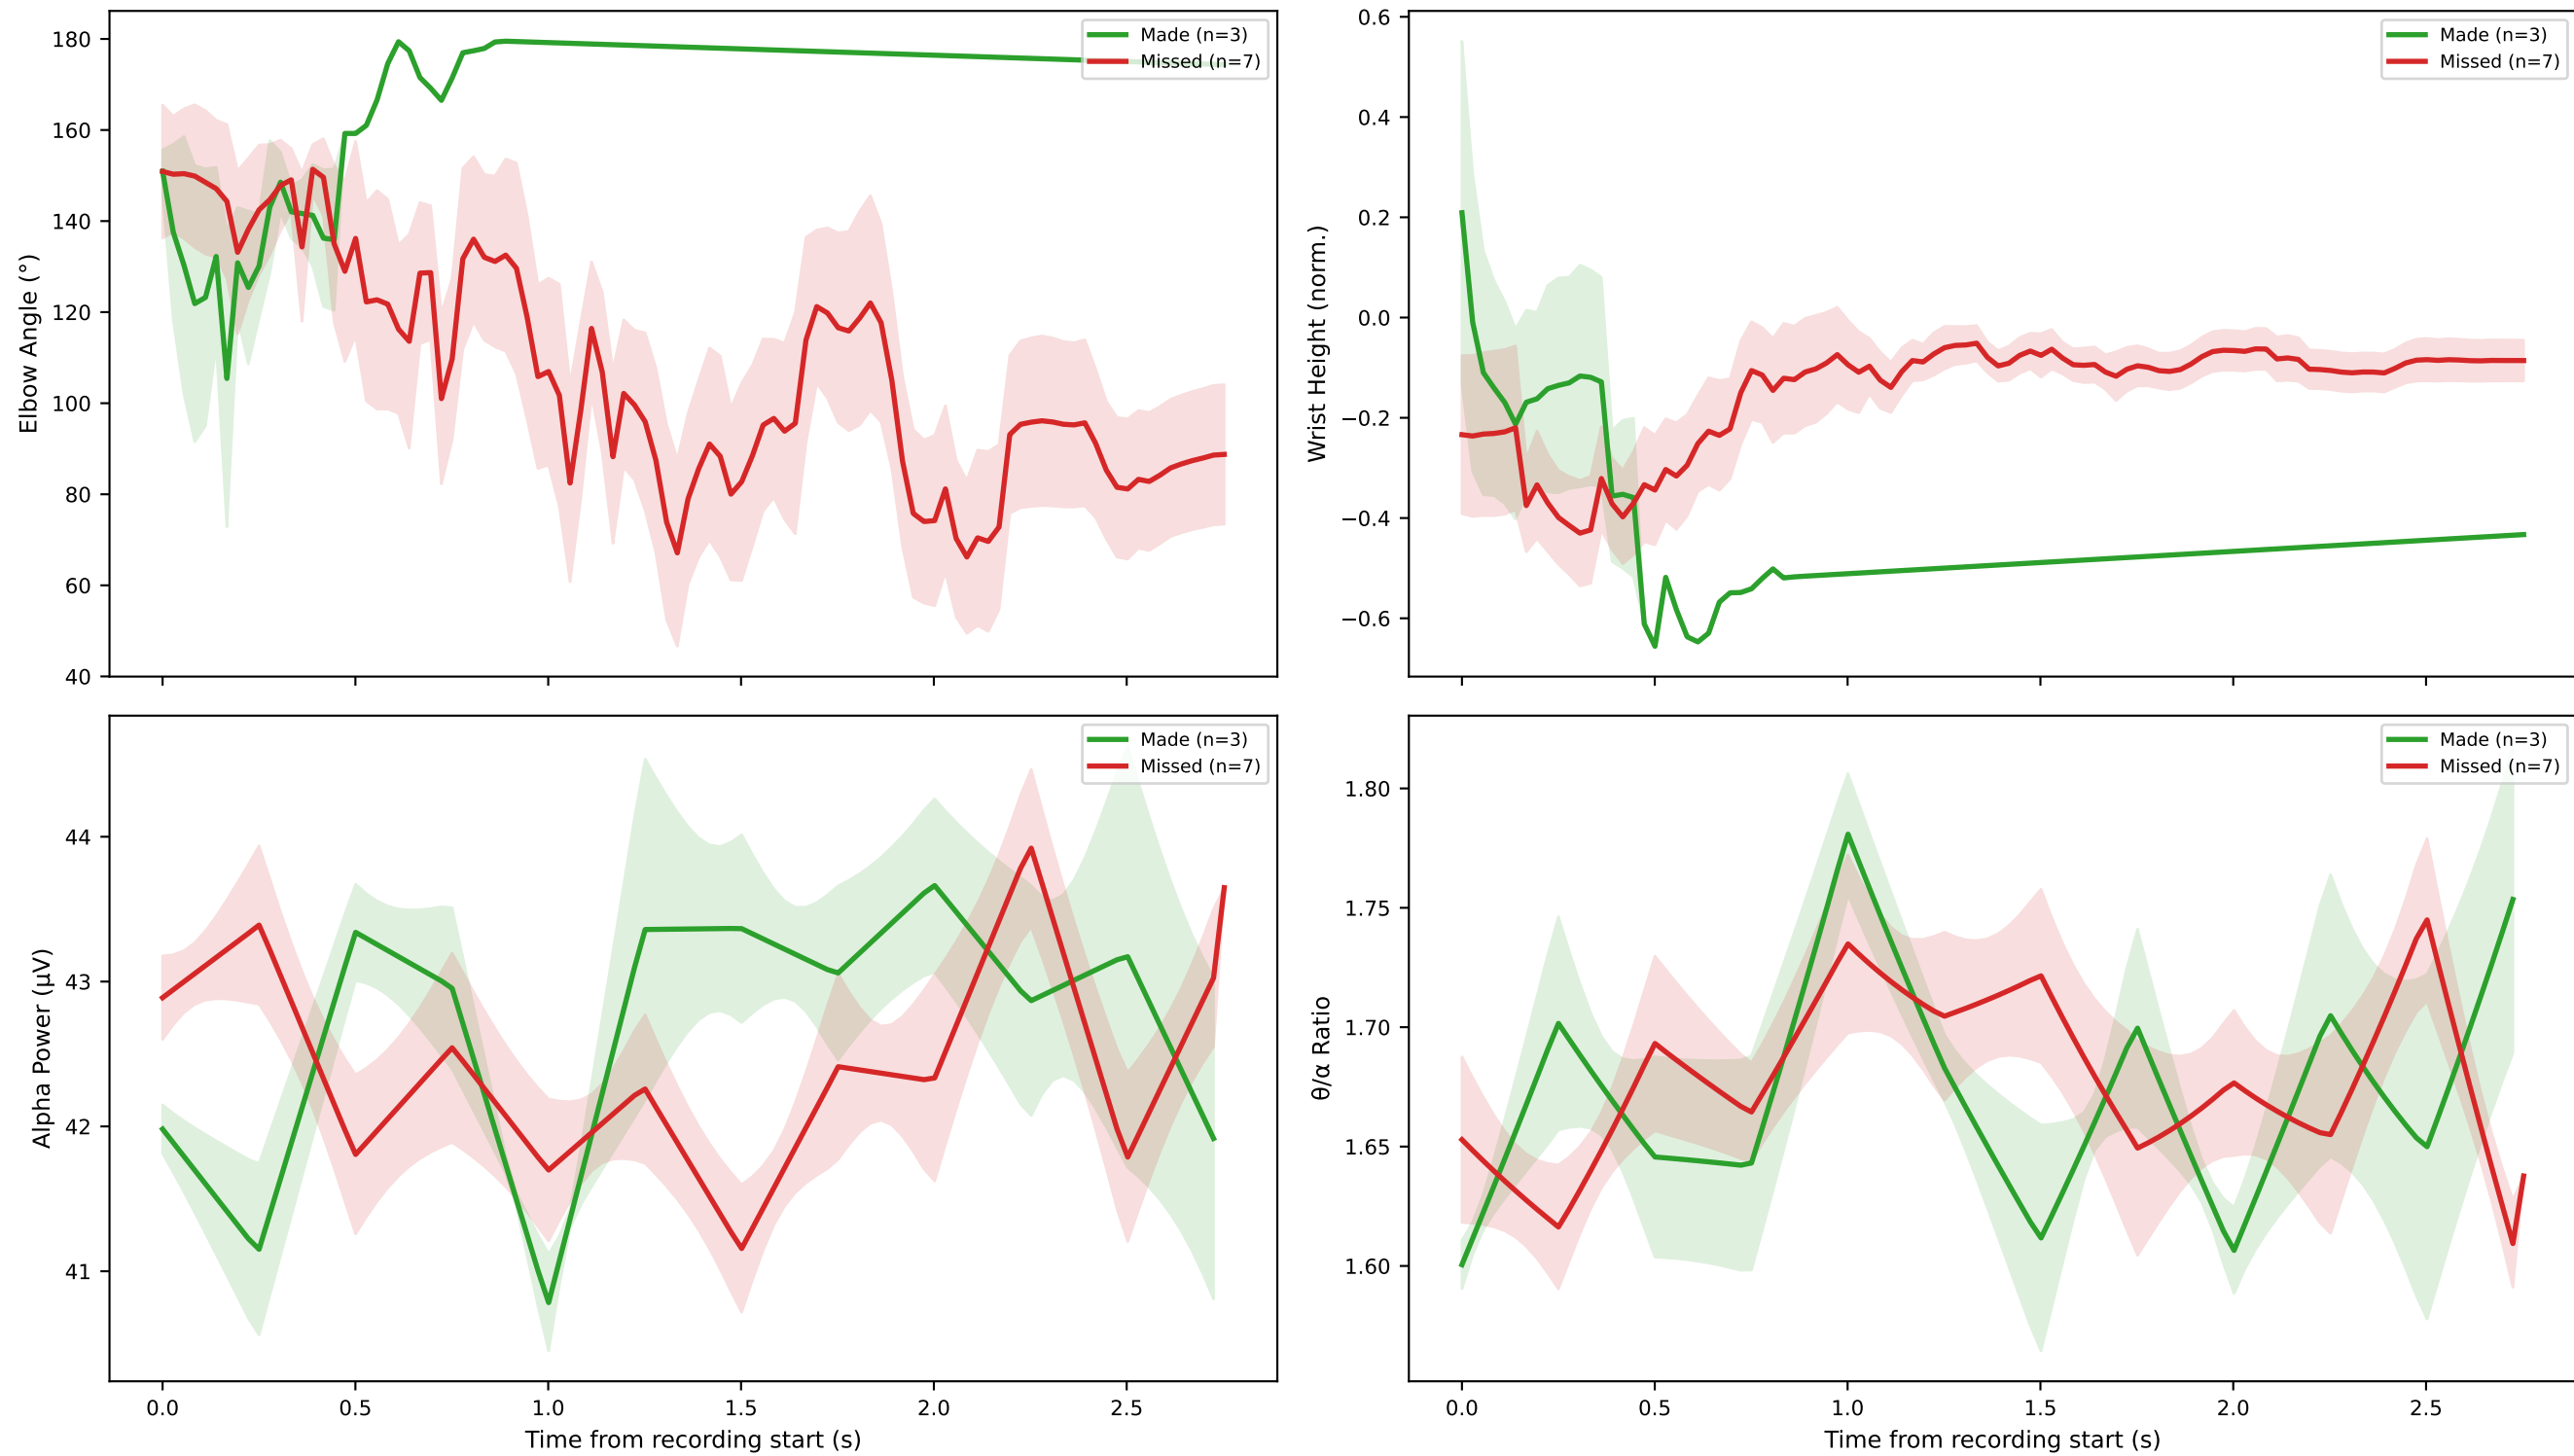 Elbow Angle (°)
180
160
140
120
100
80
60
40
Made (n=3)
Missed (n=7)
Wrist Height (norm.)
0.6
0.4
0.2
0.0
−0.2
−0.4
−0.6
Made (n=3)
Missed (n=7)
Alpha Power (µV)
44
43
42
41
Made (n=3)
Missed (n=7)
0.0 0.5 1.0 1.5 2.0 2.5
Time from recording start (s)
θ/α Ratio
1.80
1.75
1.70
1.65
1.60
Made (n=3)
Missed (n=7)
0.0 0.5 1.0 1.5 2.0 2.5
Time from recording start (s)